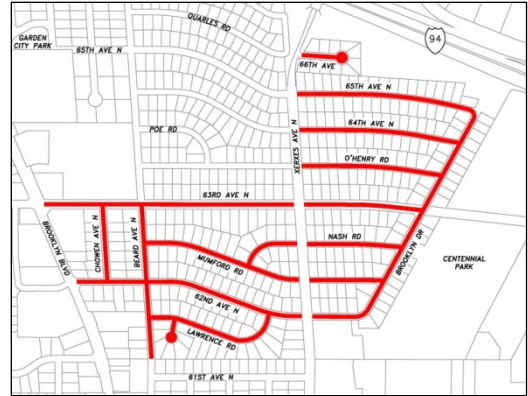 QUARLES RD
GARDEN
CITY PARK
65TH AVE N
94
66TH AVE
65TH AVE N
64TH AVE N
POE RD
XERXES AVE N
O'HENRY RD
63RD AVE N
BROOKLYN BLVD
CHOWEN AVE N
BEARD AVE N
NASH RD
MUMFORD RD
BROOKLYN DR
CENTENNIAL
PARK
62ND AVE N
LAWRENCE RD
61ST AVE N